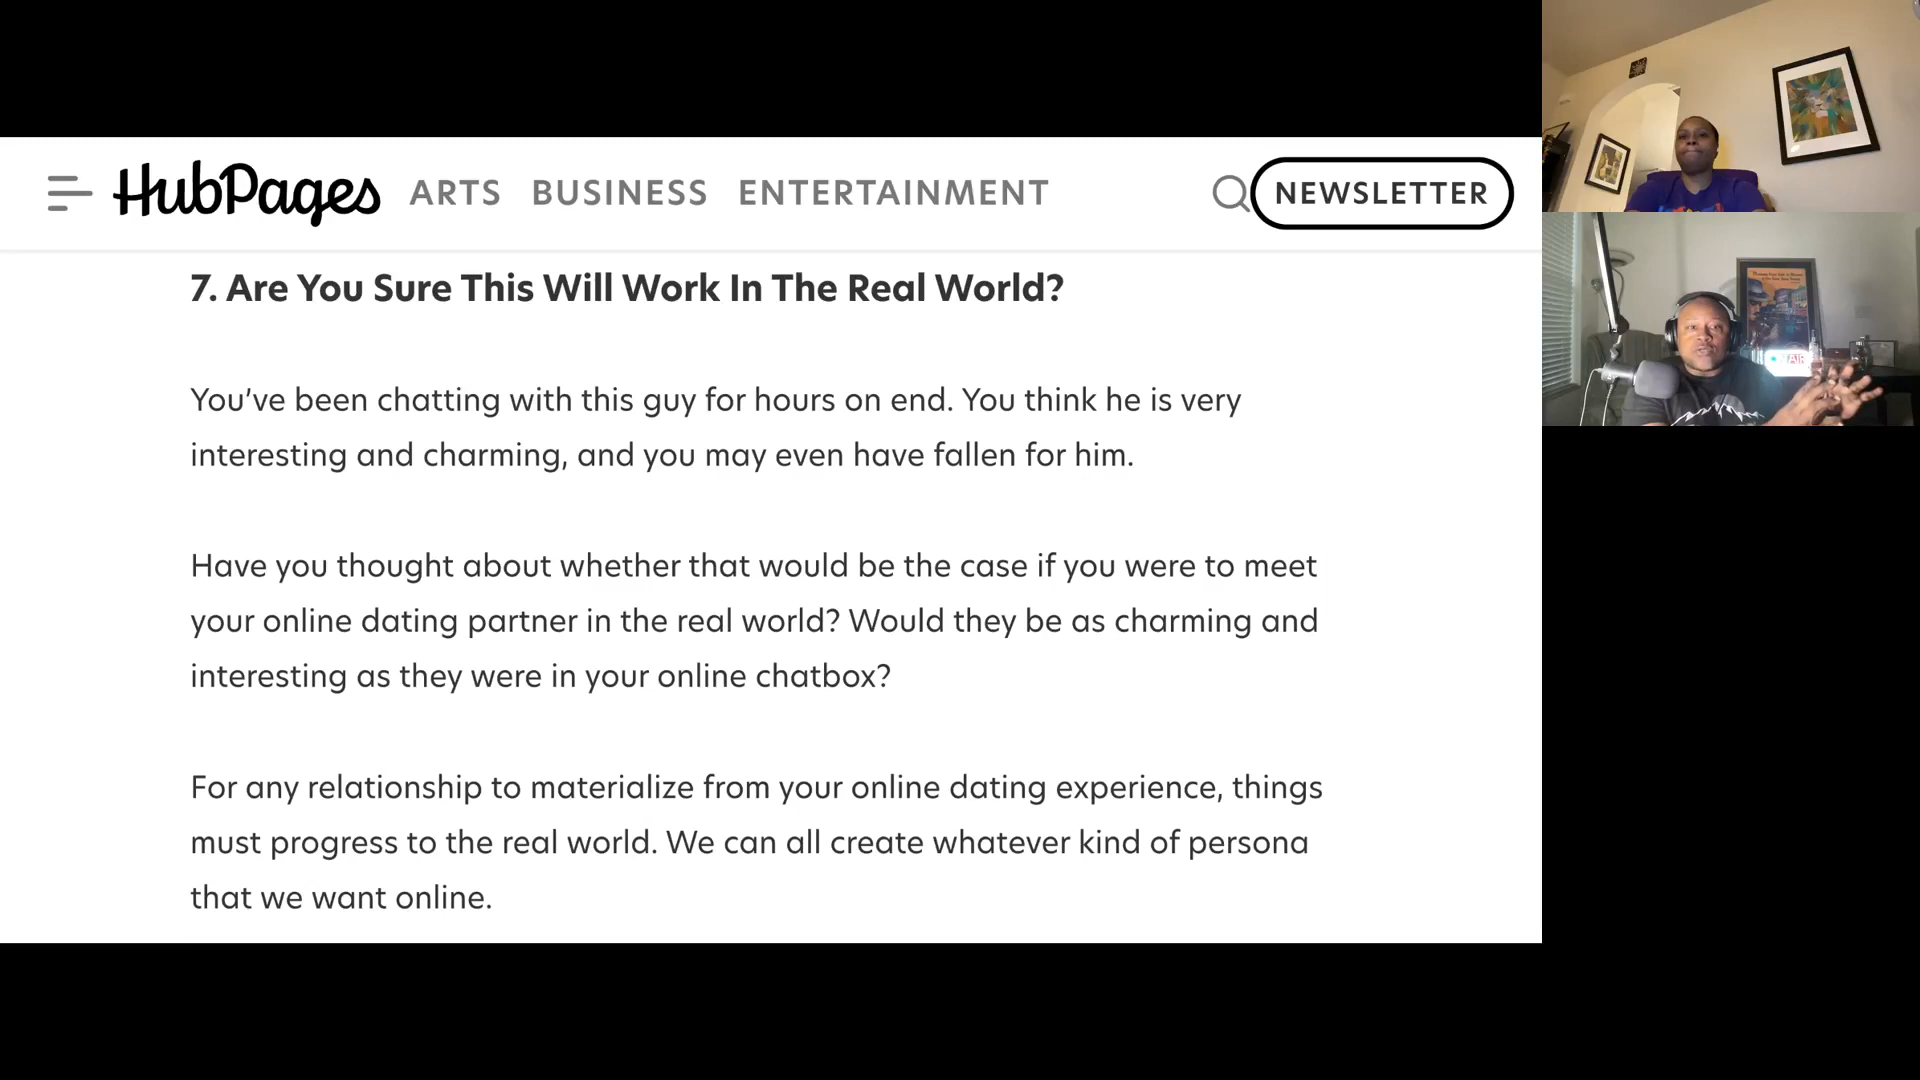 HubPages ARTS BUSINESS ENTERTAINMENT NEWSLETTER
7. Are You Sure This Will Work In The Real World?
You’ve been chatting with this guy for hours on end. You think he is very
interesting and charming, and you may even have fallen for him.
Have you thought about whether that would be the case if you were to meet
your online dating partner in the real world? Would they be as charming and
interesting as they were in your online chatbox?
For any relationship to materialize from your online dating experience, things
must progress to the real world. We can all create whatever kind of persona
that we want online.